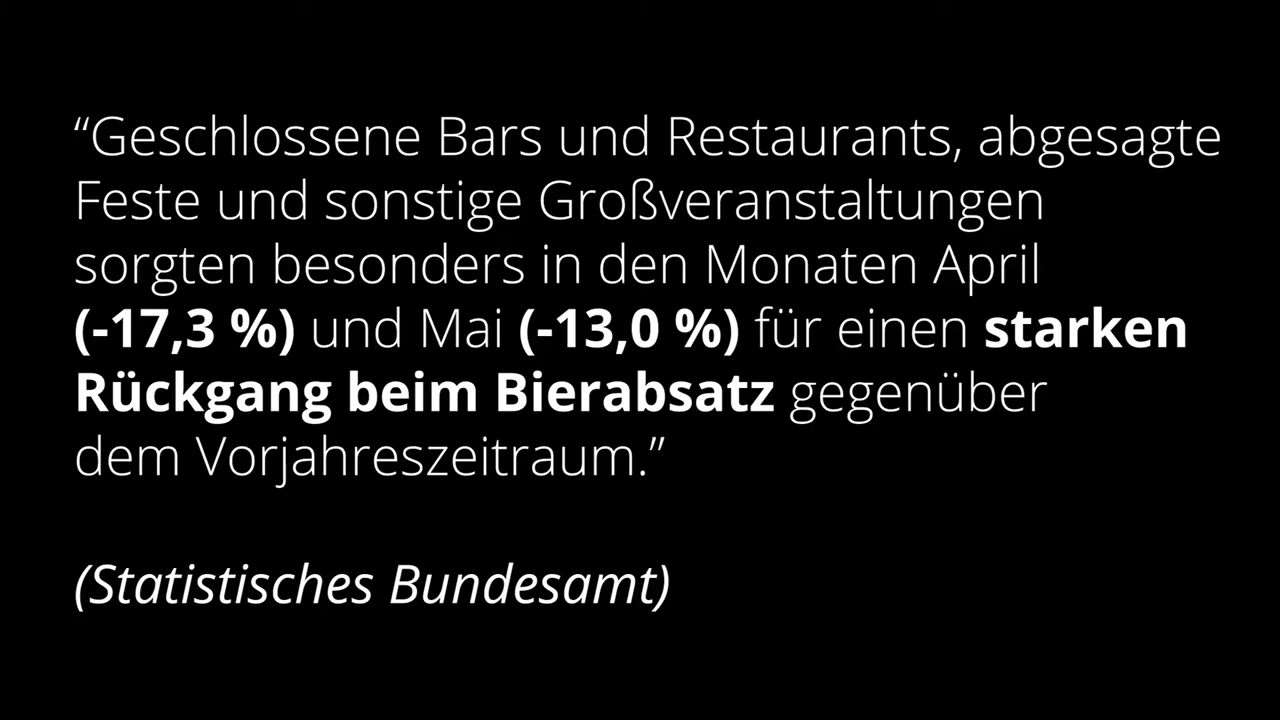 “Geschlossene Bars und Restaurants, abgesagte
Feste und sonstige Großveranstaltungen
sorgten besonders in den Monaten April
(-17,3 %) und Mai (-13,0 %) für einen starken
Rückgang beim Bierabsatz gegenüber
dem Vorjahreszeitraum.”
(Statistisches Bundesamt)